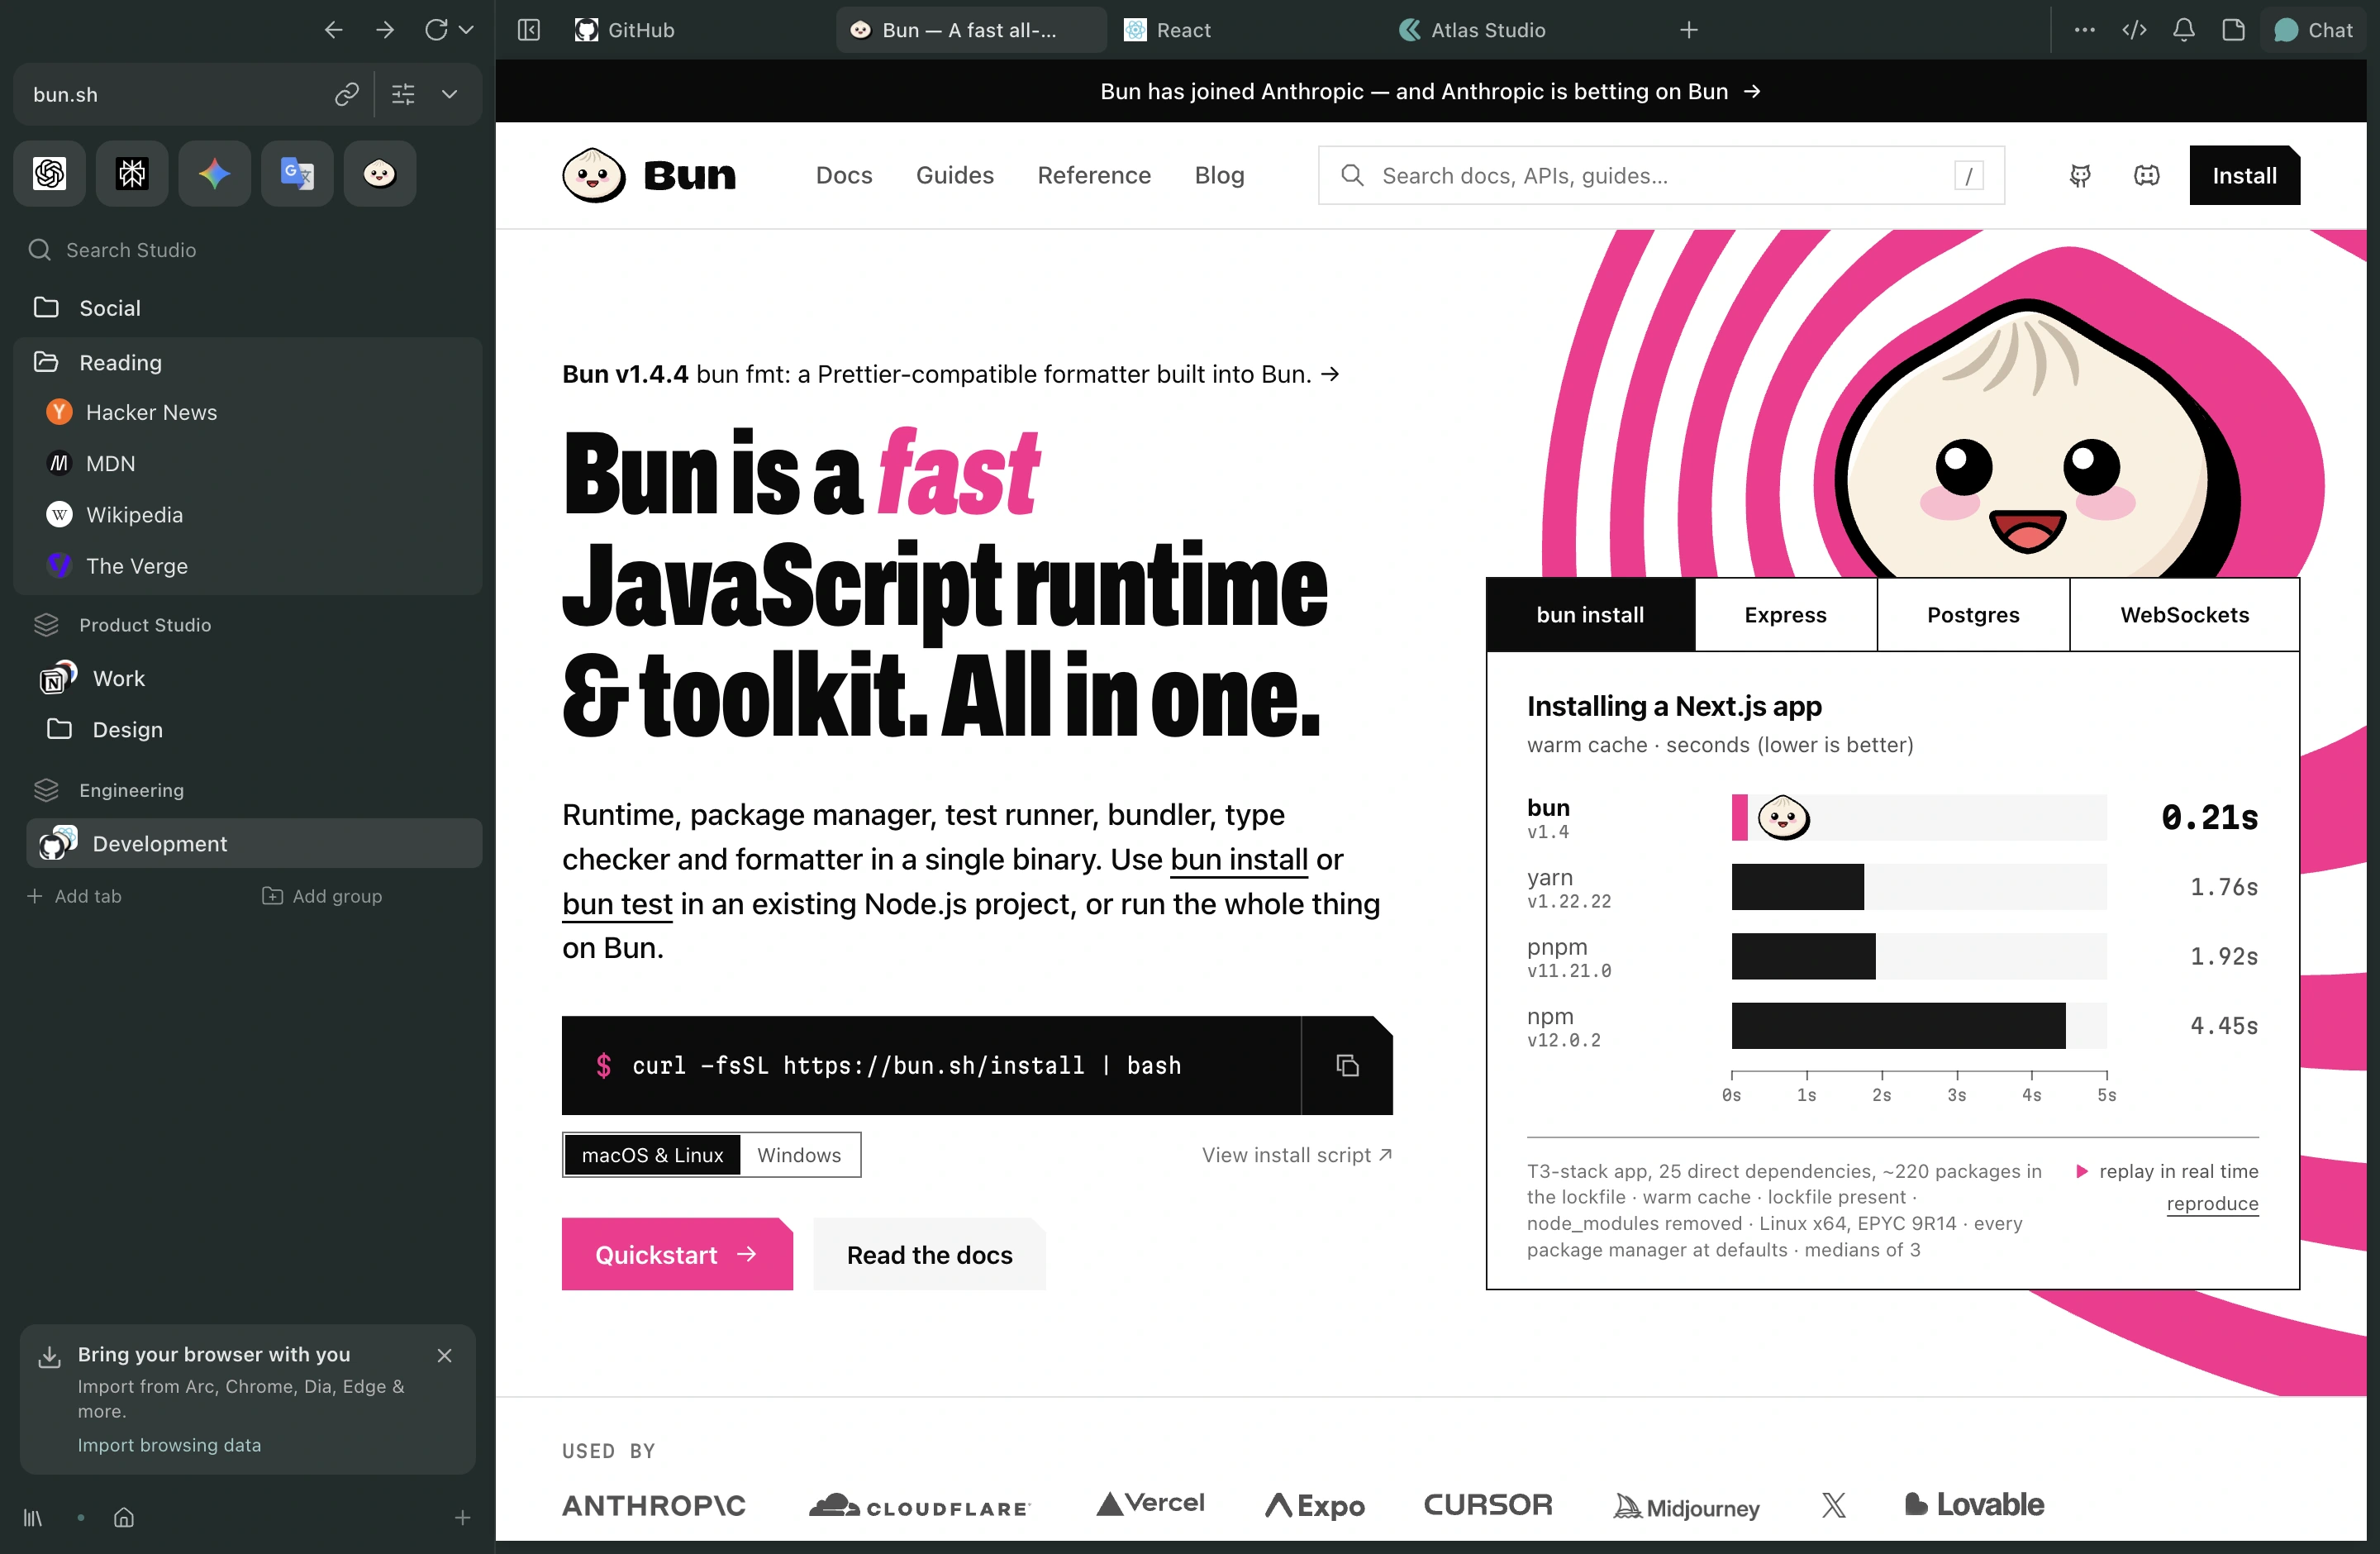 GitHub
Bun — A fast all-...
React
Atlas Studio
Chat
bun.sh
Search Studio
Social
Reading
Hacker News
MDN
Wikipedia
The Verge
Product Studio
Work
Design
Engineering
Development
Add tab
Add group
Bring your browser with you
Import from Arc, Chrome, Dia, Edge &
more.
Import browsing data
Bun has joined Anthropic — and Anthropic is betting on Bun →
Bun
Docs
Guides
Reference
Blog
Search docs, APIs, guides...
/
Install
Bun v1.4.4 bun fmt: a Prettier-compatible formatter built into Bun. →
Bun is a fast
JavaScript runtime
& toolkit. All in one.
Runtime, package manager, test runner, bundler, type
checker and formatter in a single binary. Use bun install or
bun test in an existing Node.js project, or run the whole thing
on Bun.
$ curl -fsSL https://bun.sh/install | bash
macOS & Linux
Windows
View install script ↗
Quickstart →
Read the docs
bun install
Express
Postgres
WebSockets
Installing a Next.js app
warm cache · seconds (lower is better)
bun
v1.4
0.21s
yarn
v1.22.22
1.76s
pnpm
v11.21.0
1.92s
npm
v12.0.2
4.45s
0s 1s 2s 3s 4s 5s
T3-stack app, 25 direct dependencies, ~220 packages in
the lockfile · warm cache · lockfile present ·
node_modules removed · Linux x64, EPYC 9R14 · every
package manager at defaults · medians of 3
▶ replay in real time
reproduce
USED BY
ANTHROP\C
CLOUDFLARE
Vercel
Expo
CURSOR
Midjourney
X
Lovable